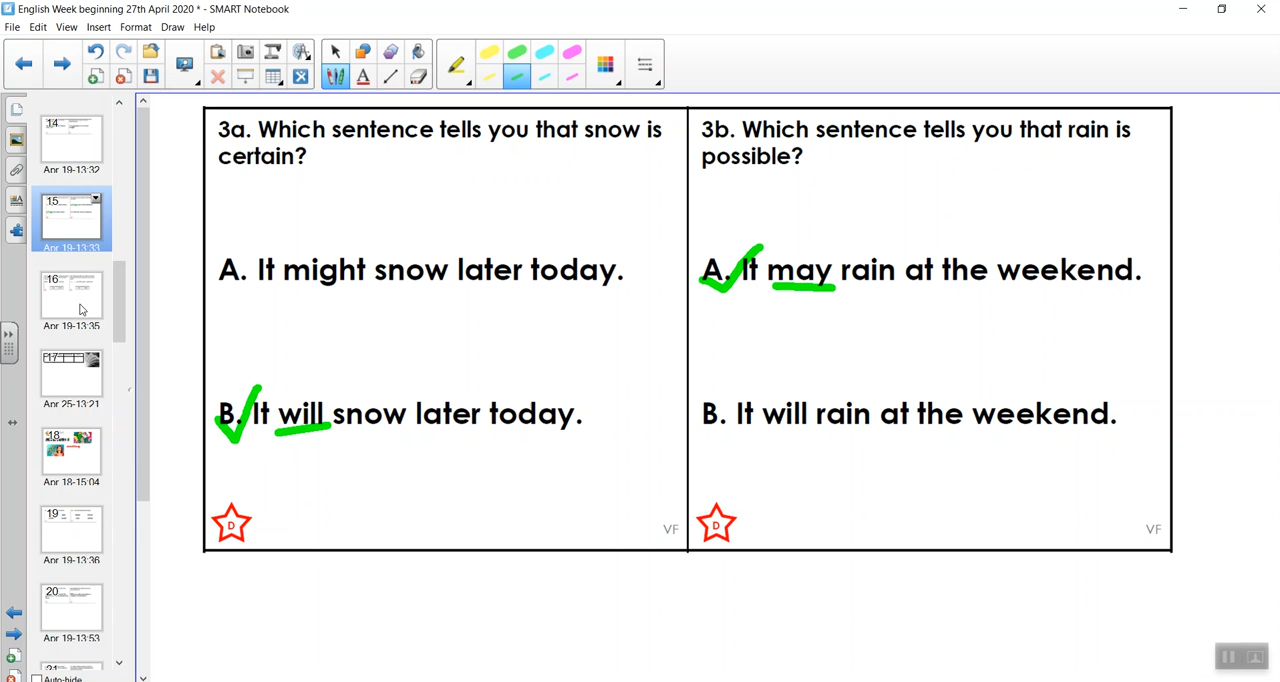 English Week beginning 27th April 2020 * - SMART Notebook
File Edit View Insert Format Draw Help
14
Apr 19-13:32
15
Apr 19-13:33
16
Apr 19-13:35
17
Apr 25-13:21
18
Apr 18-15:04
19
Apr 19-13:36
20
Apr 19-13:53
Auto-hide
3a. Which sentence tells you that snow is
certain?
A. It might snow later today.
B. It will snow later today.
D
VF
3b. Which sentence tells you that rain is
possible?
A. It may rain at the weekend.
B. It will rain at the weekend.
D
VF